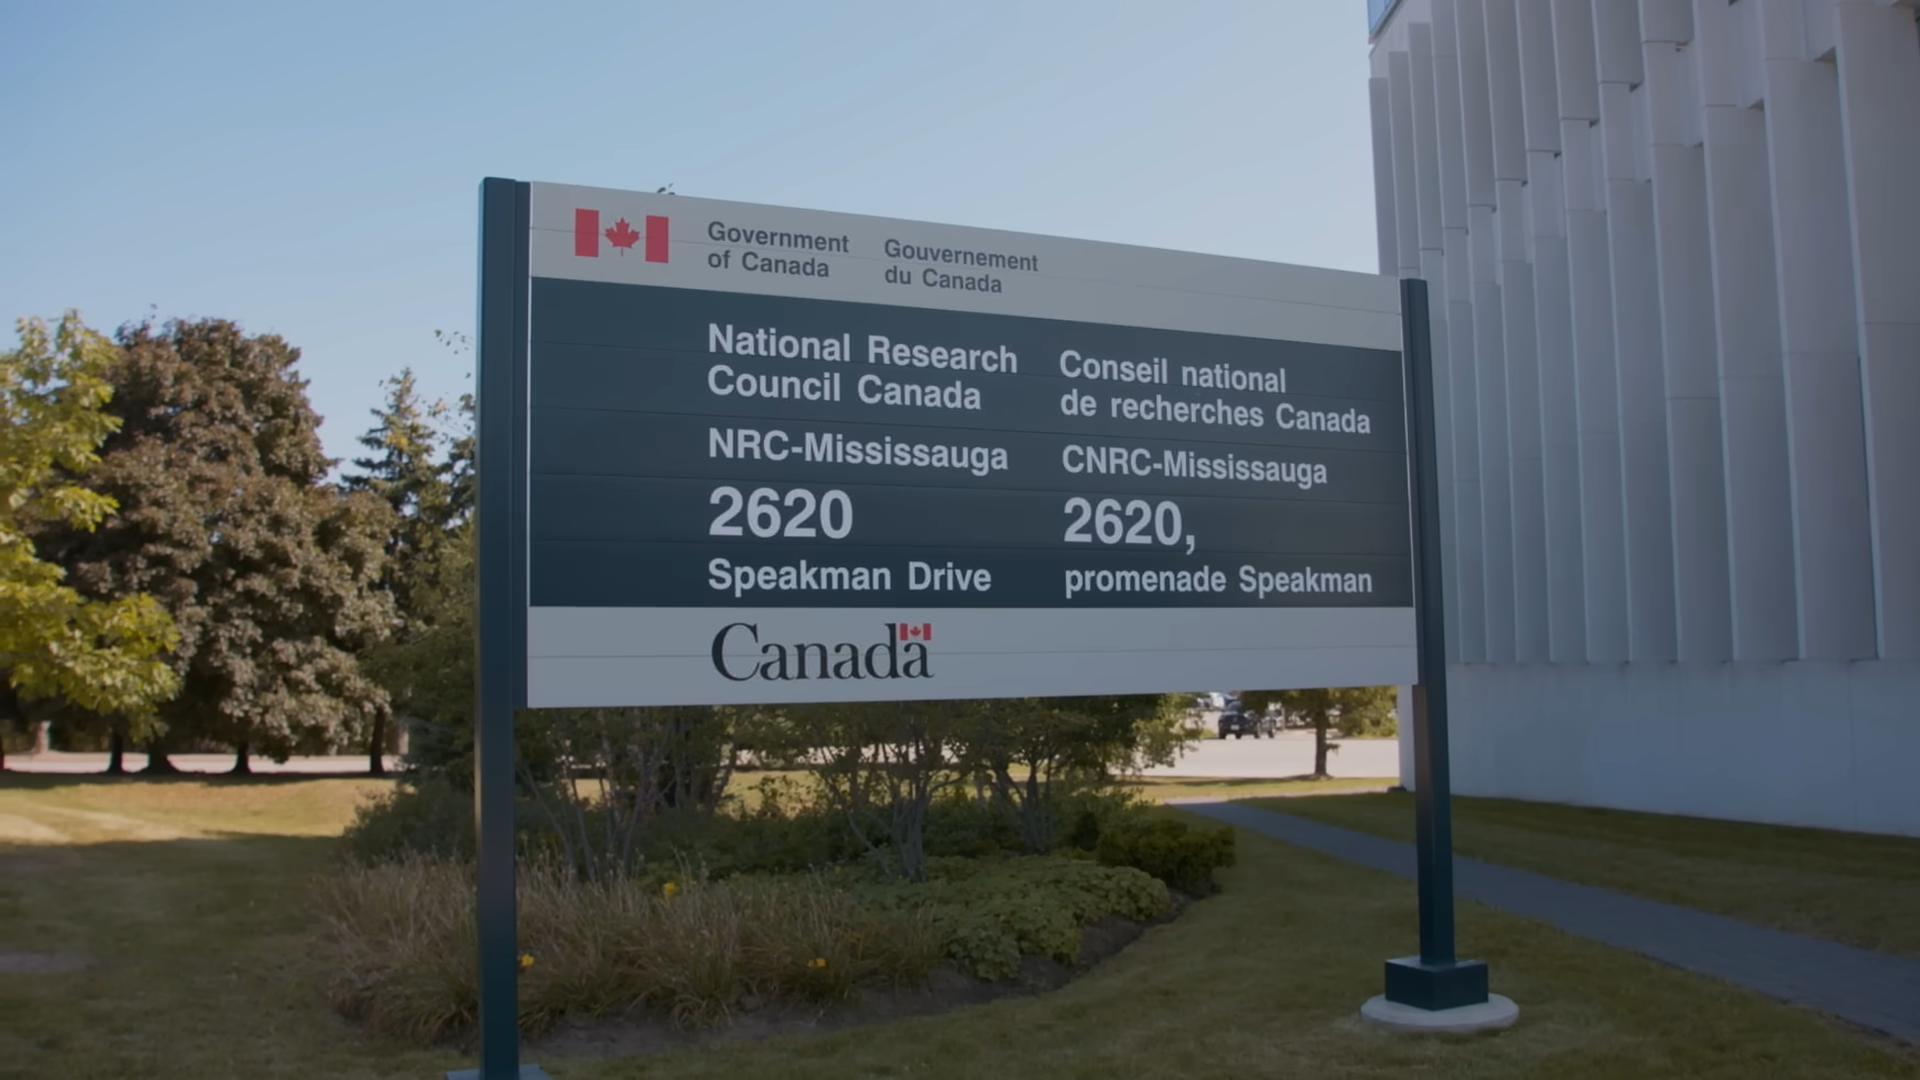 Government
of Canada
Gouvernement
du Canada
National Research
Council Canada
Conseil national
de recherches Canada
NRC-Mississauga
CNRC-Mississauga
2620
2620,
Speakman Drive
promenade Speakman
Canada